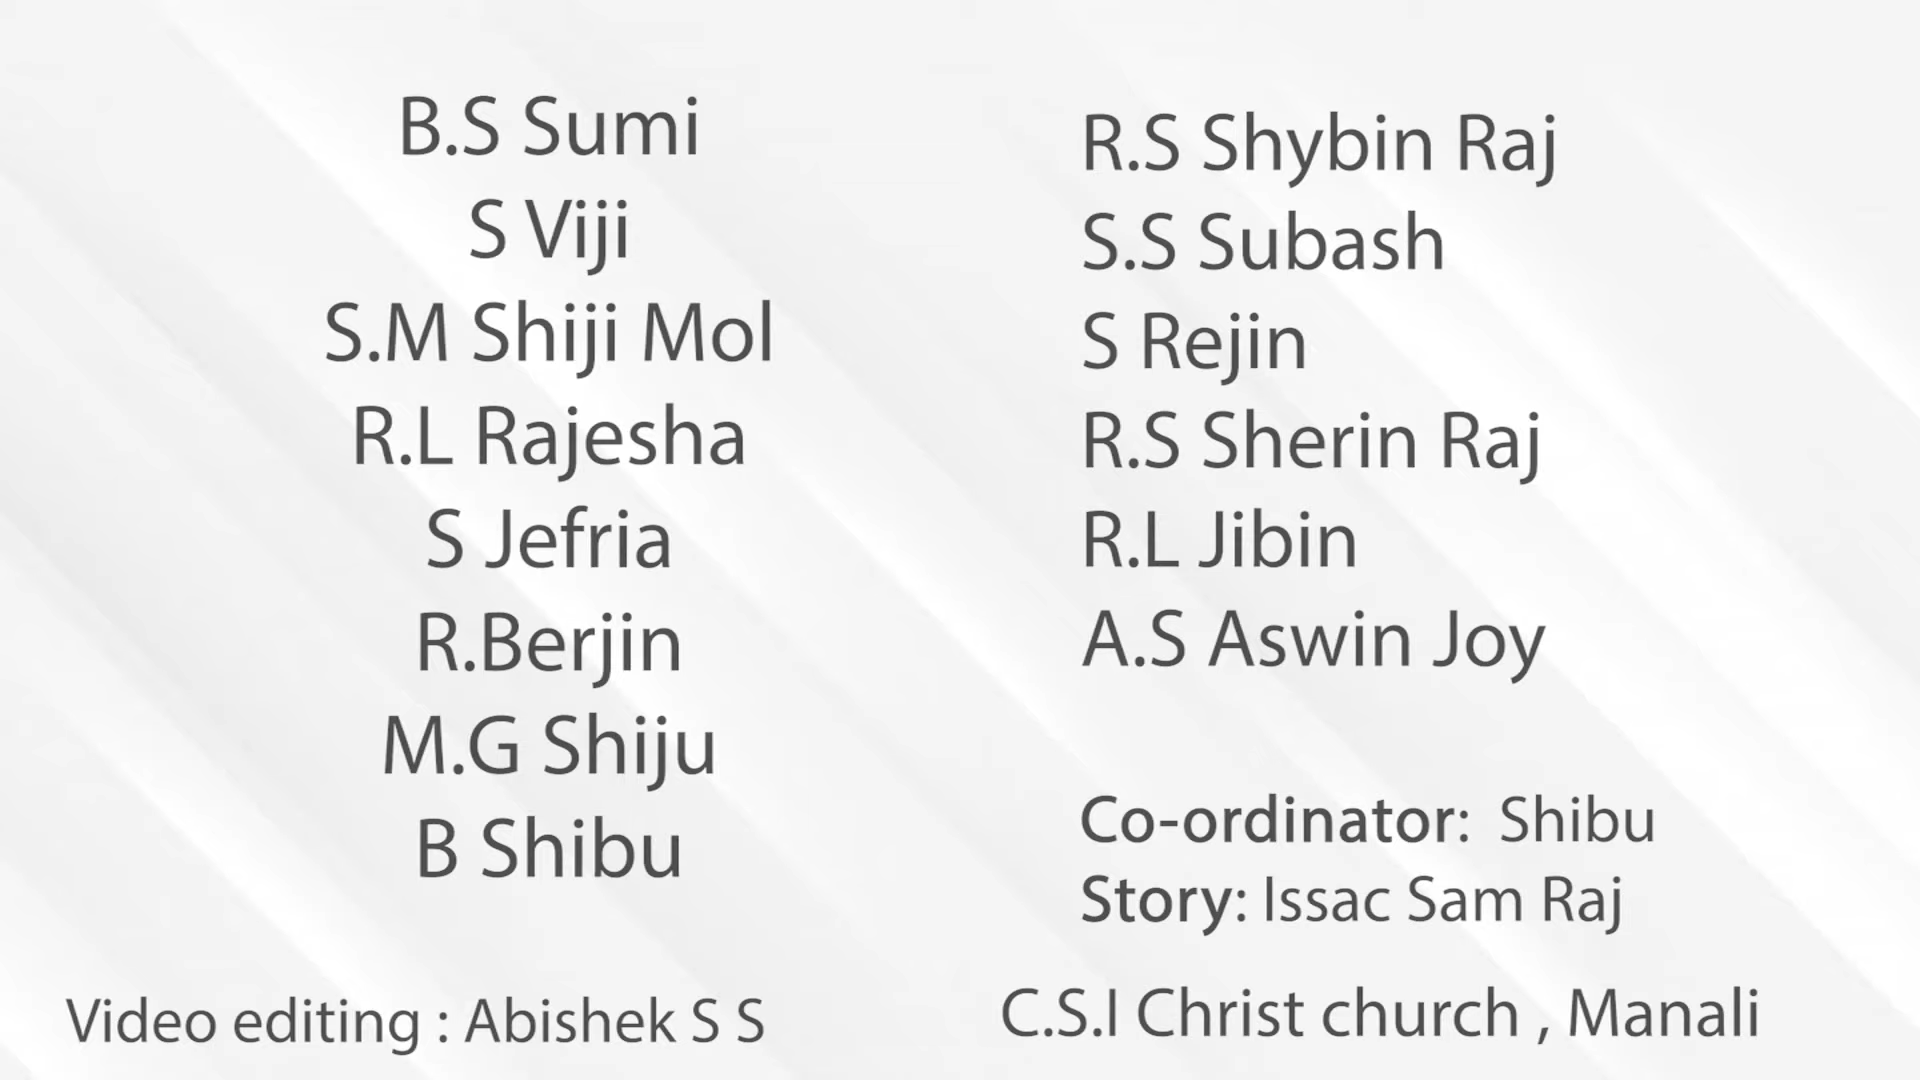 B.S Sumi
S Viji
S.M Shiji Mol
R.L Rajesha
S Jefria
R.Berjin
M.G Shiju
B Shibu
Video editing : Abishek S S
R.S Shybin Raj
S.S Subash
S Rejin
R.S Sherin Raj
R.L Jibin
A.S Aswin Joy
Co-ordinator: Shibu
Story: Issac Sam Raj
C.S.I Christ church , Manali